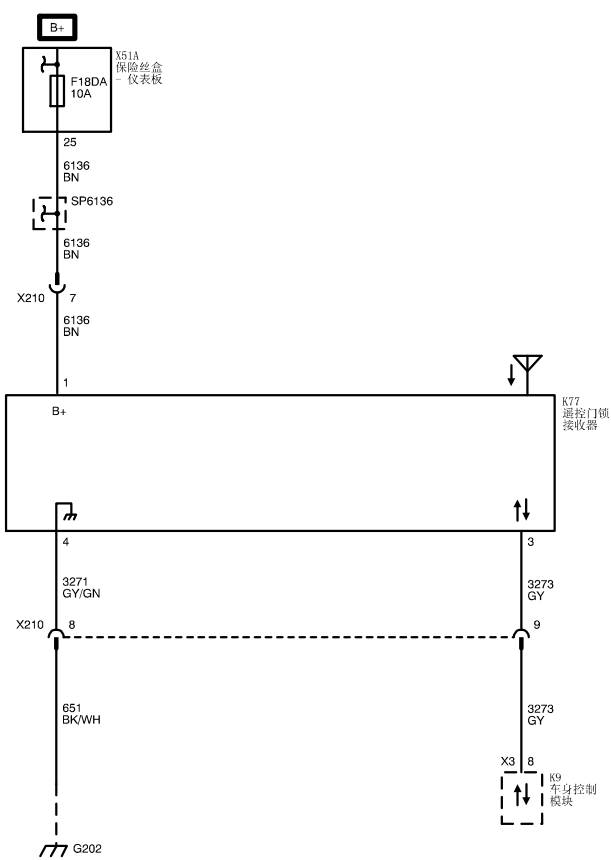 B+
X51A
保险丝盒
- 仪表板
F18DA
10A
25
6136
BN
SP6136
6136
BN
X210
7
6136
BN
1
K77
遥控门锁
接收器
B+
4
3
3271
GY/GN
3273
GY
X210
8
9
651
BK/WH
3273
GY
X3
8
K9
车身控制
模块
G202